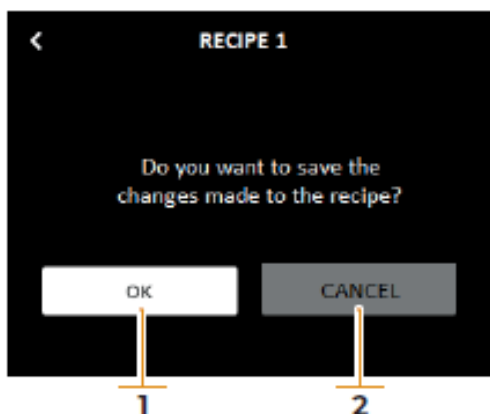 RECIPE 1
Do you want to save the
changes made to the recipe?
OK
CANCEL
1
2